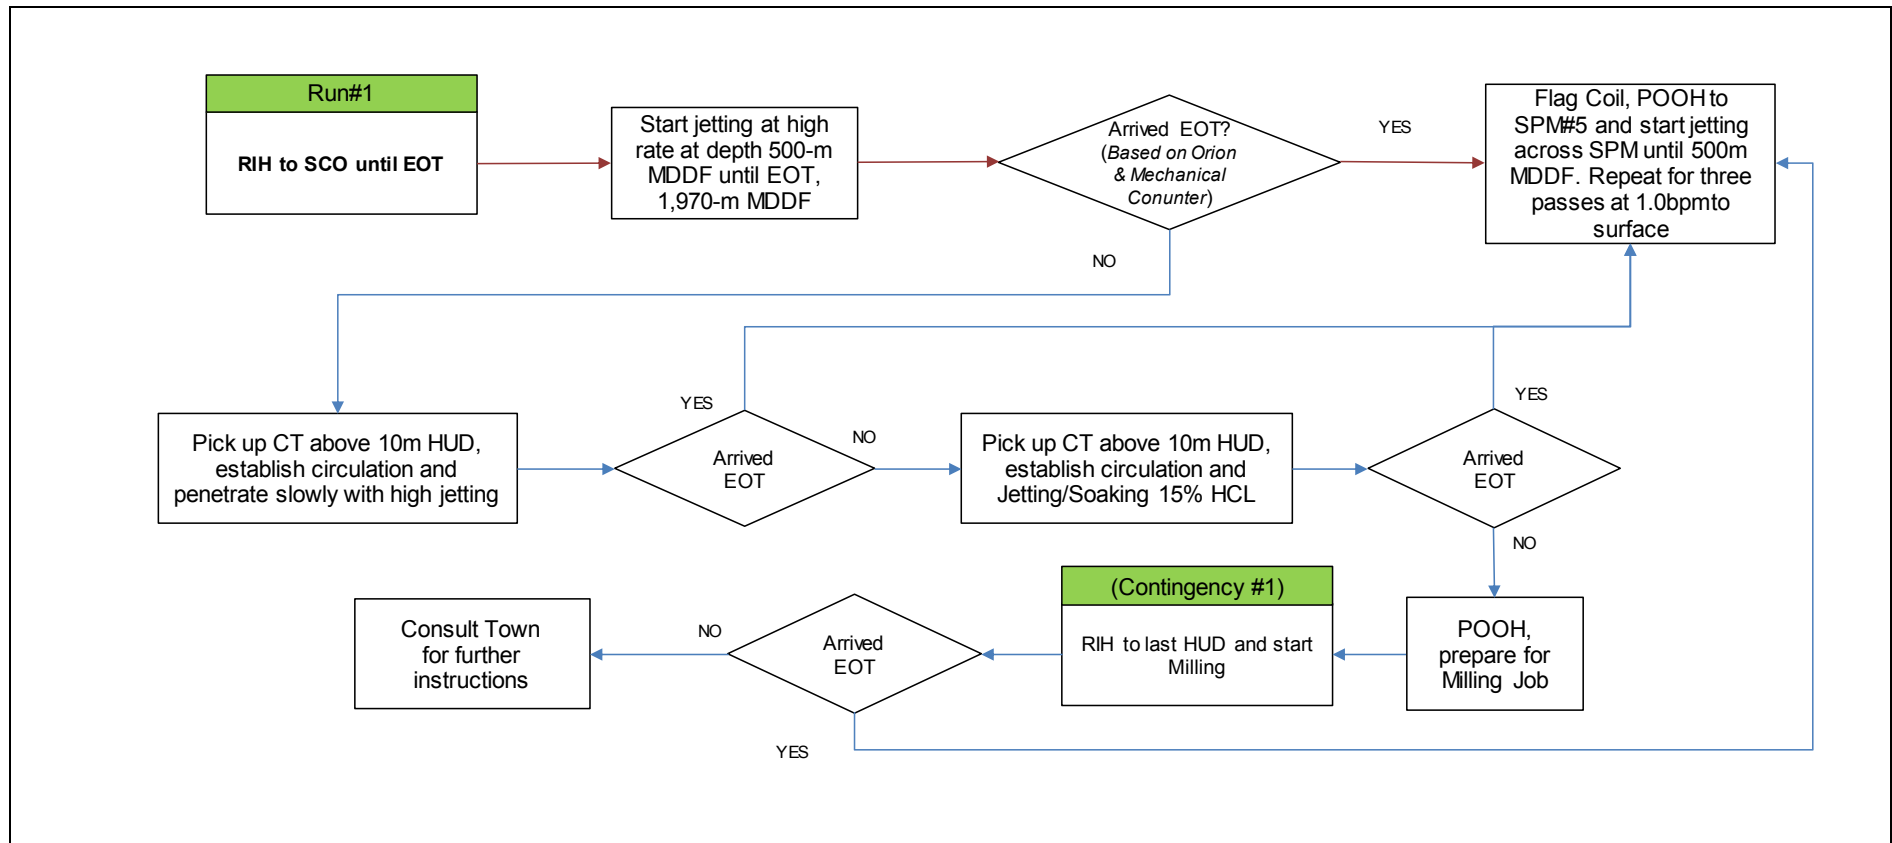 Run#1
RIH to SCO until EOT
Start jetting at high
rate at depth 500-m
MDDF until EOT,
1,970-m MDDF
Arrived EOT?
(Based on Orion
& Mechanical
Conunter)
YES
Flag Coil, POOH to
SPM#5 and start jetting
across SPM until 500m
MDDF. Repeat for three
passes at 1.0bpmto
surface
NO
Pick up CT above 10m HUD,
establish circulation and
penetrate slowly with high jetting
YES
Arrived
EOT
NO
Pick up CT above 10m HUD,
establish circulation and
Jetting/Soaking 15% HCL
YES
Arrived
EOT
NO
POOH,
prepare for
Milling Job
(Contingency #1)
RIH to last HUD and start
Milling
Arrived
EOT
NO
Consult Town
for further
instructions
YES